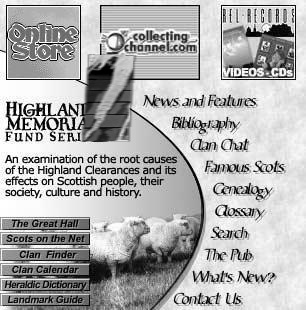 Online
Store
collecting
channel.com
REL-RECORDS
VIDEOS - CDs
HIGHLAND
MEMORIAL
FUND SERIES
An examination of the root causes
of the Highland Clearances and its
effects on Scottish people, their
society, culture and history.
The Great Hall
Scots on the Net
Clan Finder
Clan Calendar
Heraldic Dictionary
Landmark Guide
News and Features
Bibliography
Clan Chat
Famous Scots
Genealogy
Glossary
Search
The Pub
What's New?
Contact Us